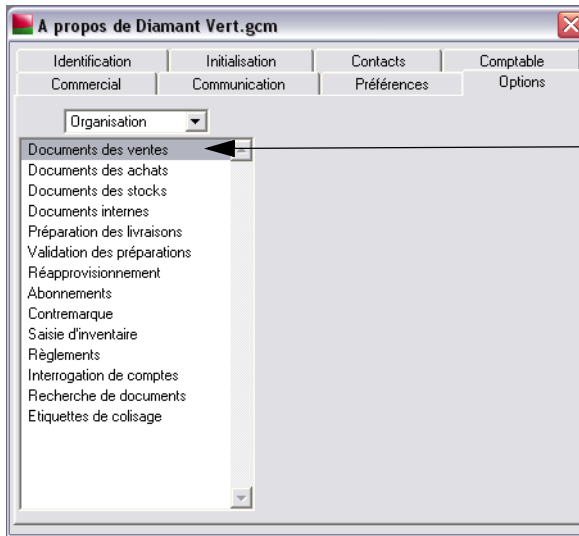 A propos de Diamant Vert.gcm
Identification Initialisation Contacts Comptable
Commercial Communication Préférences Options
Organisation
Documents des ventes
Documents des achats
Documents des stocks
Documents internes
Préparation des livraisons
Validation des préparations
Réapprovisionnement
Abonnements
Contremarque
Saisie d'inventaire
Règlements
Interrogation de comptes
Recherche de documents
Etiquettes de colisage